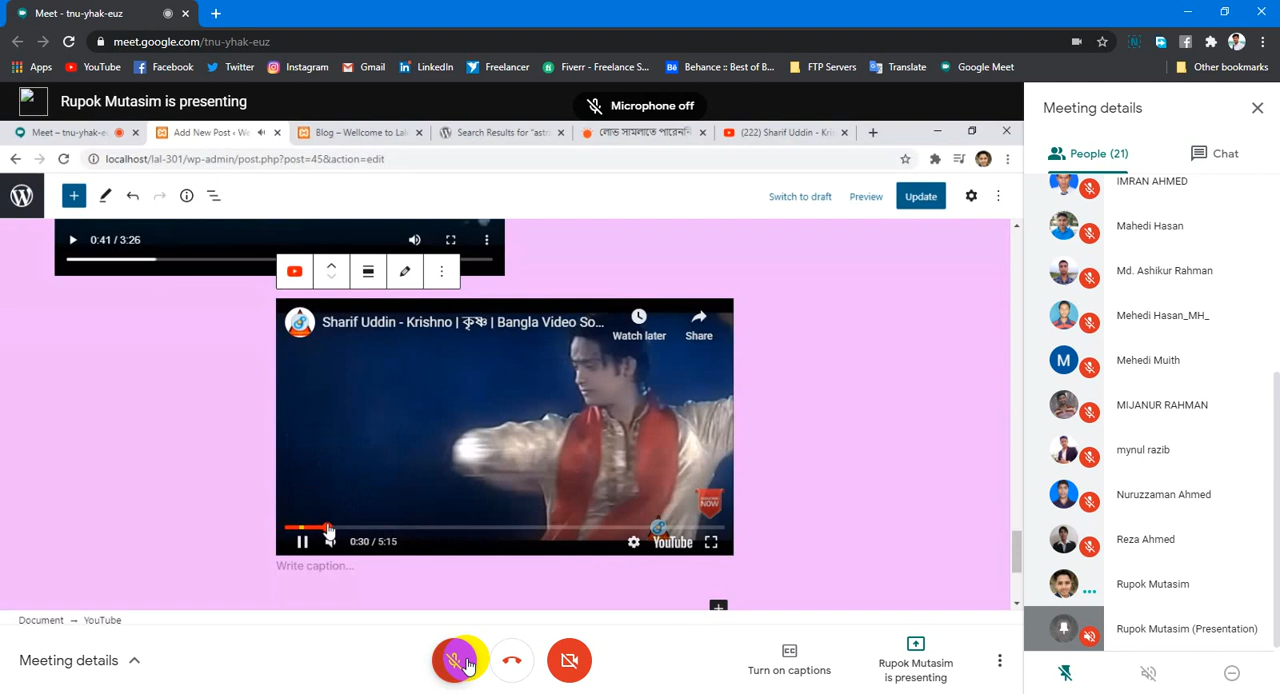 Meet - tnu-yhak-euz
meet.google.com/tnu-yhak-euz
Apps YouTube Facebook Twitter Instagram Gmail LinkedIn Freelancer Fiverr - Freelance S... Behance :: Best of B... FTP Servers Translate Google Meet Other bookmarks
Rupok Mutasim is presenting
Microphone off
Meet – tnu-yhak-e
Add New Post ‹ We
Blog – Wellcome to Lal
Search Results for "astr
লোভ সামলাতে পারেননি
(222) Sharif Uddin - Kri
localhost/lal-301/wp-admin/post.php?post=45&action=edit
Switch to draft Preview Update
0:41 / 3:26
Sharif Uddin - Krishno | কৃষ্ণ | Bangla Video So...
Watch later Share
SUBSCRIBE
NOW
0:30 / 5:15
YouTube
Write caption...
Document → YouTube
Meeting details
Turn on captions
Rupok Mutasim
is presenting
Meeting details
People (21)
Chat
IMRAN AHMED
Mahedi Hasan
Md. Ashikur Rahman
Mehedi Hasan_MH_
M
Mehedi Muith
MIJANUR RAHMAN
mynul razib
Nuruzzaman Ahmed
Reza Ahmed
Rupok Mutasim
Rupok Mutasim (Presentation)